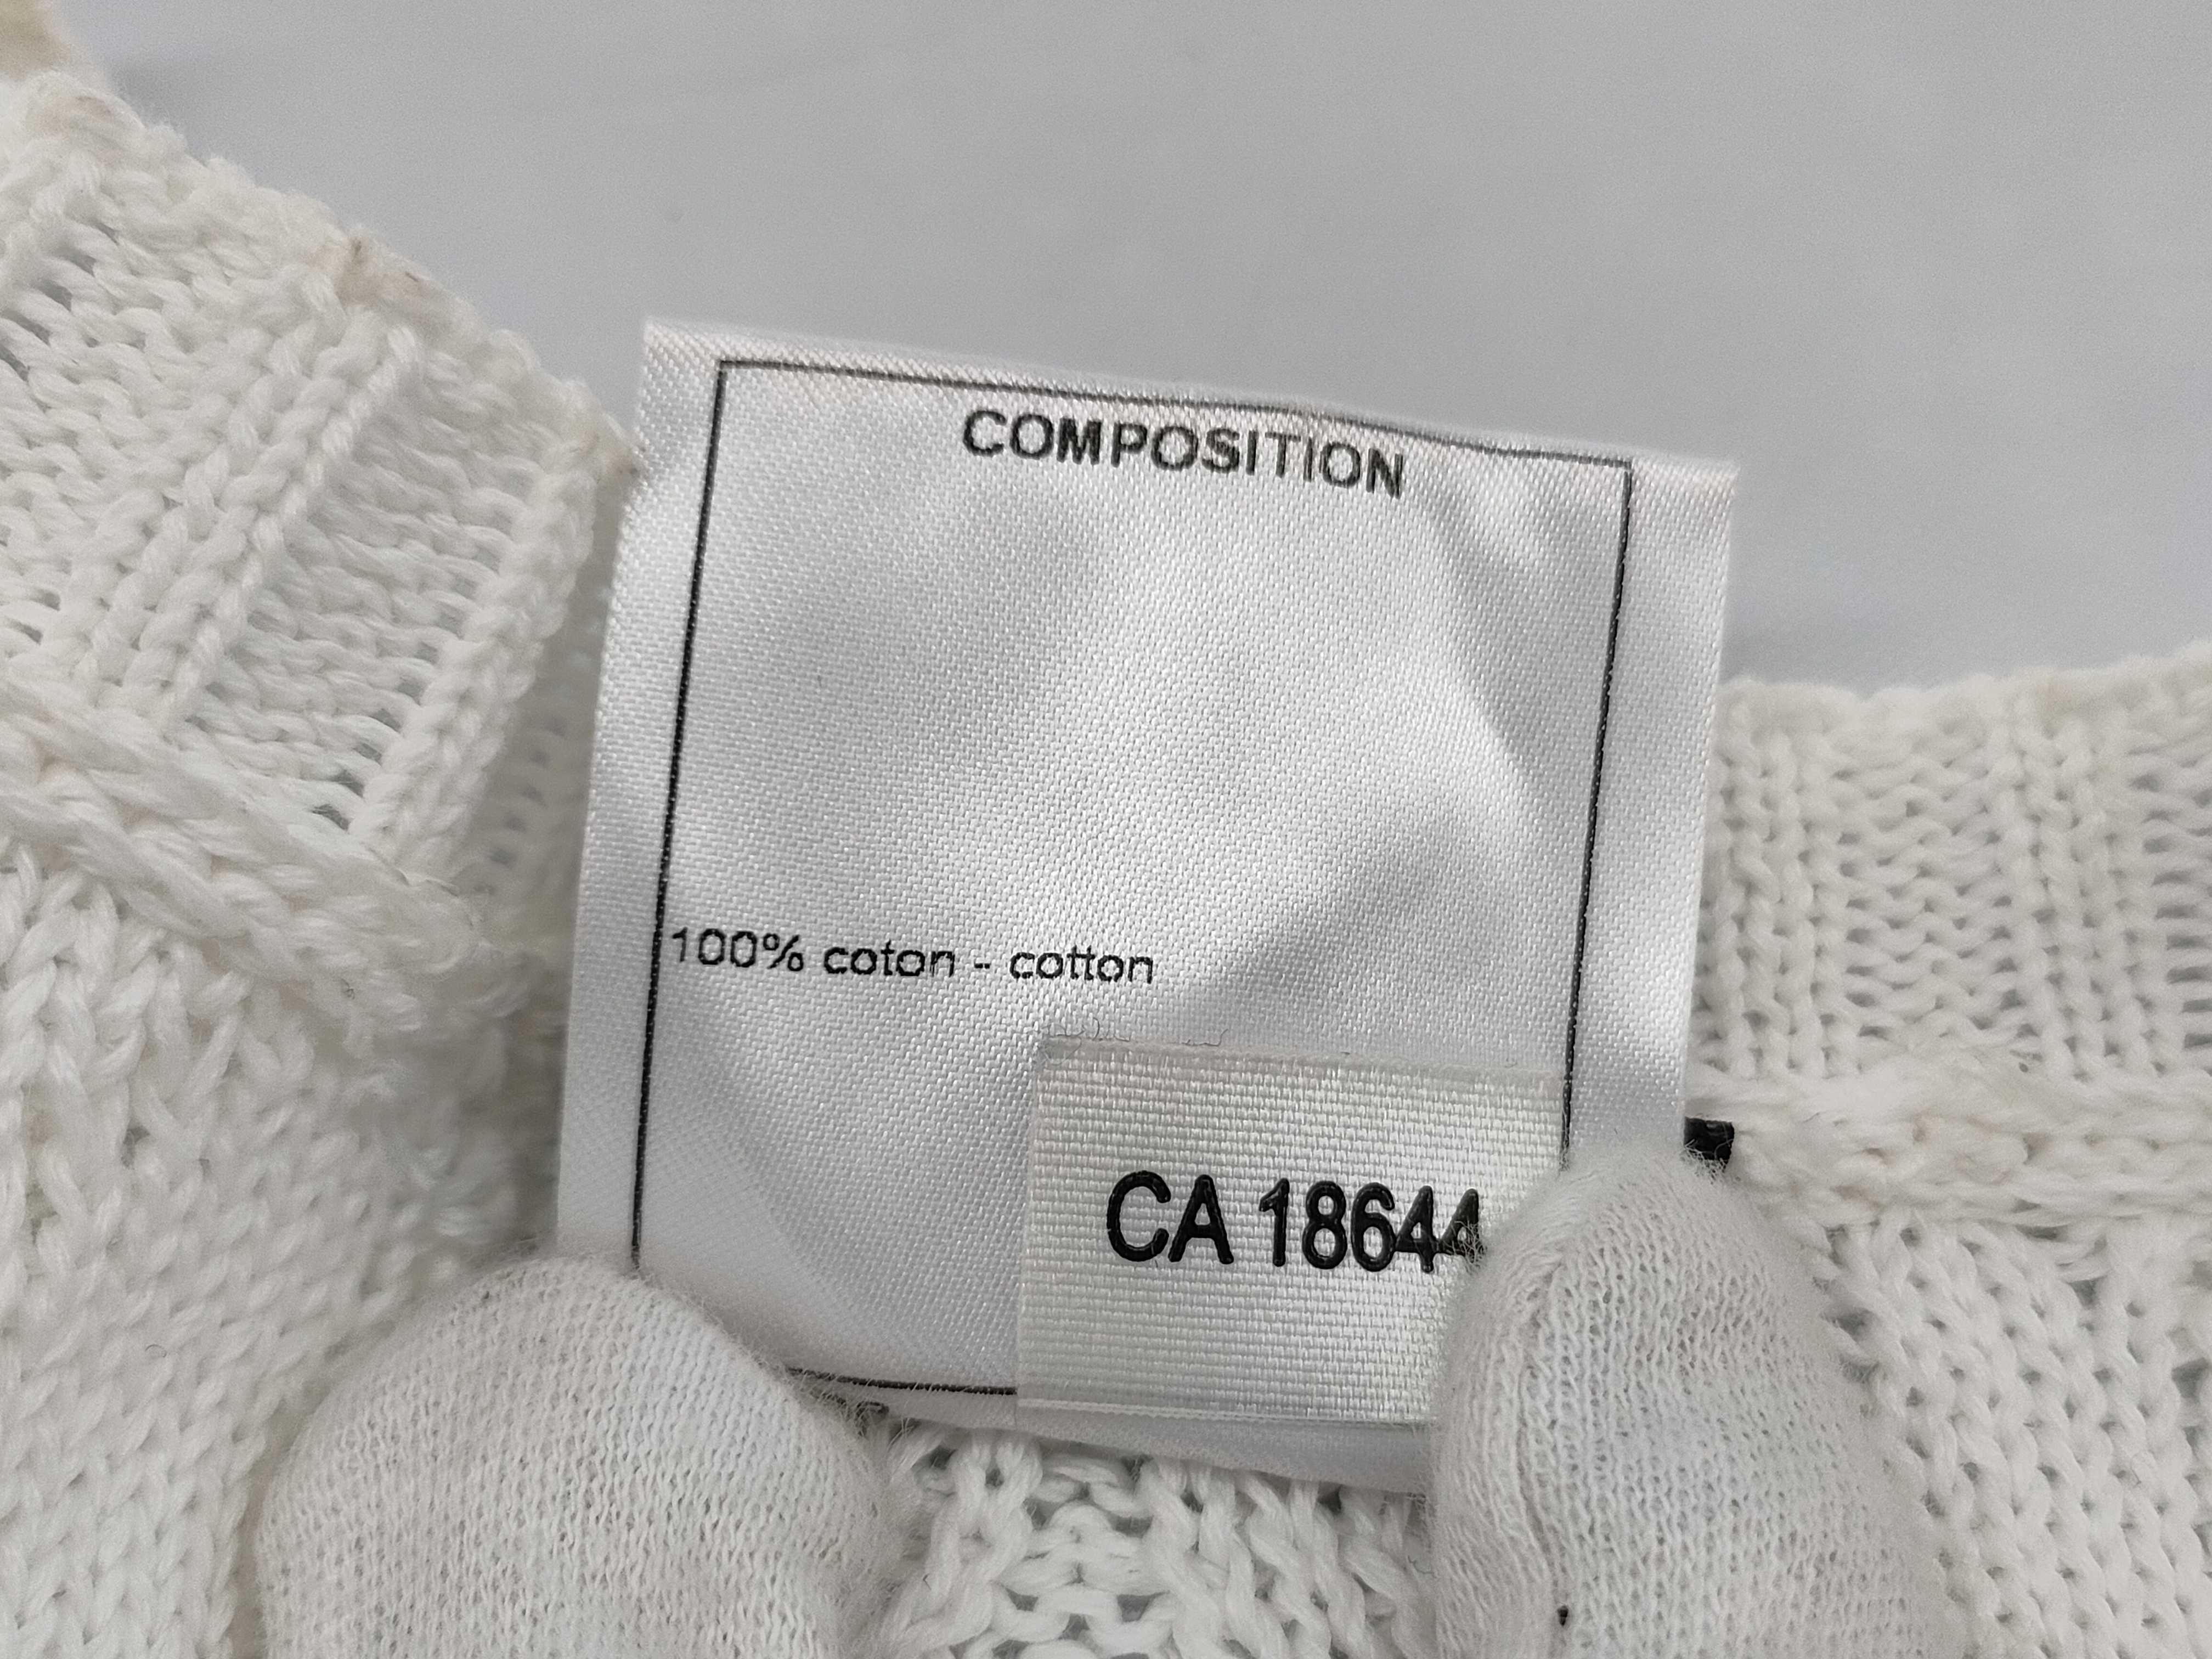 COMPOSITION
100% coton - cotton
CA 18644